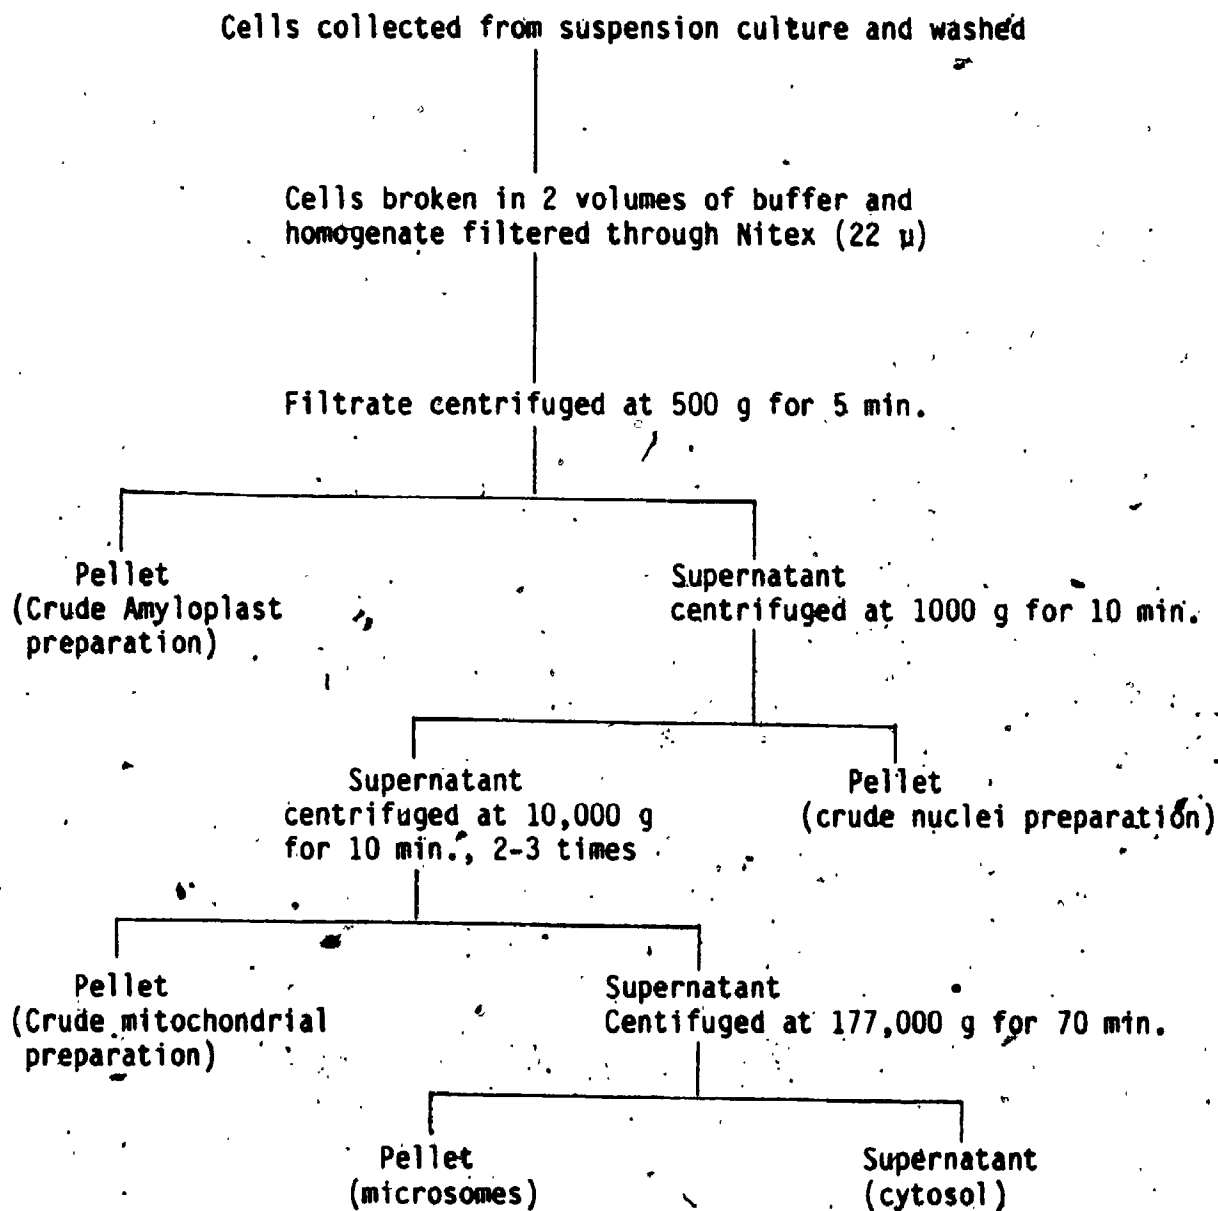 Cells collected from suspension culture and washed
Cells broken in 2 volumes of buffer and
homogenate filtered through Nitex (22 µ)
Filtrate centrifuged at 500 g for 5 min.
Pellet
(Crude Amyloplast
preparation)
Supernatant
centrifuged at 1000 g for 10 min.
Supernatant
centrifuged at 10,000 g
for 10 min., 2-3 times
Pellet
(crude nuclei preparation)
Pellet
(Crude mitochondrial
preparation)
Supernatant
Centifuged at 177,000 g for 70 min.
Pellet
(microsomes)
Supernatant
(cytosol)